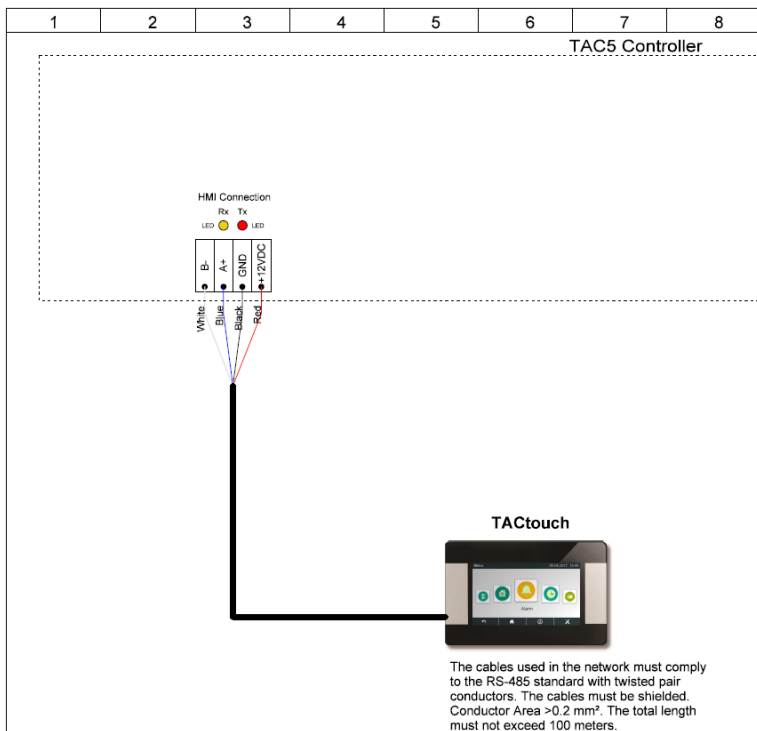 1 2 3 4 5 6 7 8
TAC5 Controller
HMI Connection
Rx Tx
LED LED
B- A+ GND +12VDC
White Blue Black Red
TACtouch
Menu
Alarm
The cables used in the network must comply
to the RS-485 standard with twisted pair
conductors. The cables must be shielded.
Conductor Area >0.2 mm². The total length
must not exceed 100 meters.